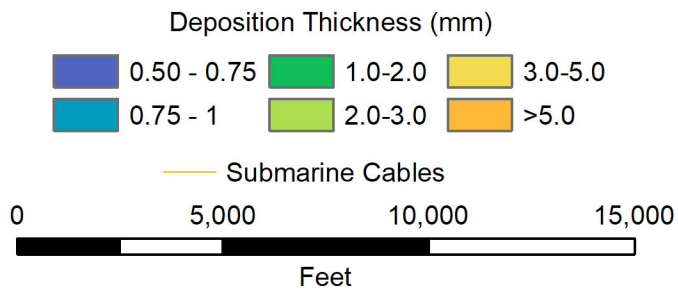 Deposition Thickness (mm)
0.50 - 0.75 1.0-2.0 3.0-5.0
0.75 - 1 2.0-3.0 >5.0
Submarine Cables
0 5,000 10,000 15,000
Feet